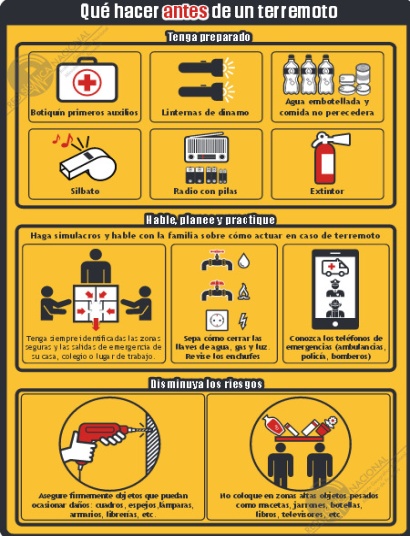 Qué hacer antes de un terremoto
Tenga preparado
Botiquín primeros auxilios
Linternas de dinamo
Agua embotellada y
comida no perecedera
Silbato
Radio con pilas
Extintor
Hable, planee y practique
Haga simulacros y hable con la familia sobre cómo actuar en caso de terremoto
Tenga siempre identificadas las zonas
seguras y las salidas de emergencia de
su casa, colegio o lugar de trabajo.
Sepa cómo cerrar las
llaves de agua, gas y luz.
Revise los enchufes
Conozca los teléfonos de
emergencias (ambulancias,
policía, bomberos)
Disminuya los riesgos
Asegure firmemente objetos que puedan
ocasionar daños: cuadros, espejos, lámparas,
armarios, librerías, etc.
No coloque en zonas altas objetos pesados
como macetas, jarrones, botellas,
libros, televisores, etc.